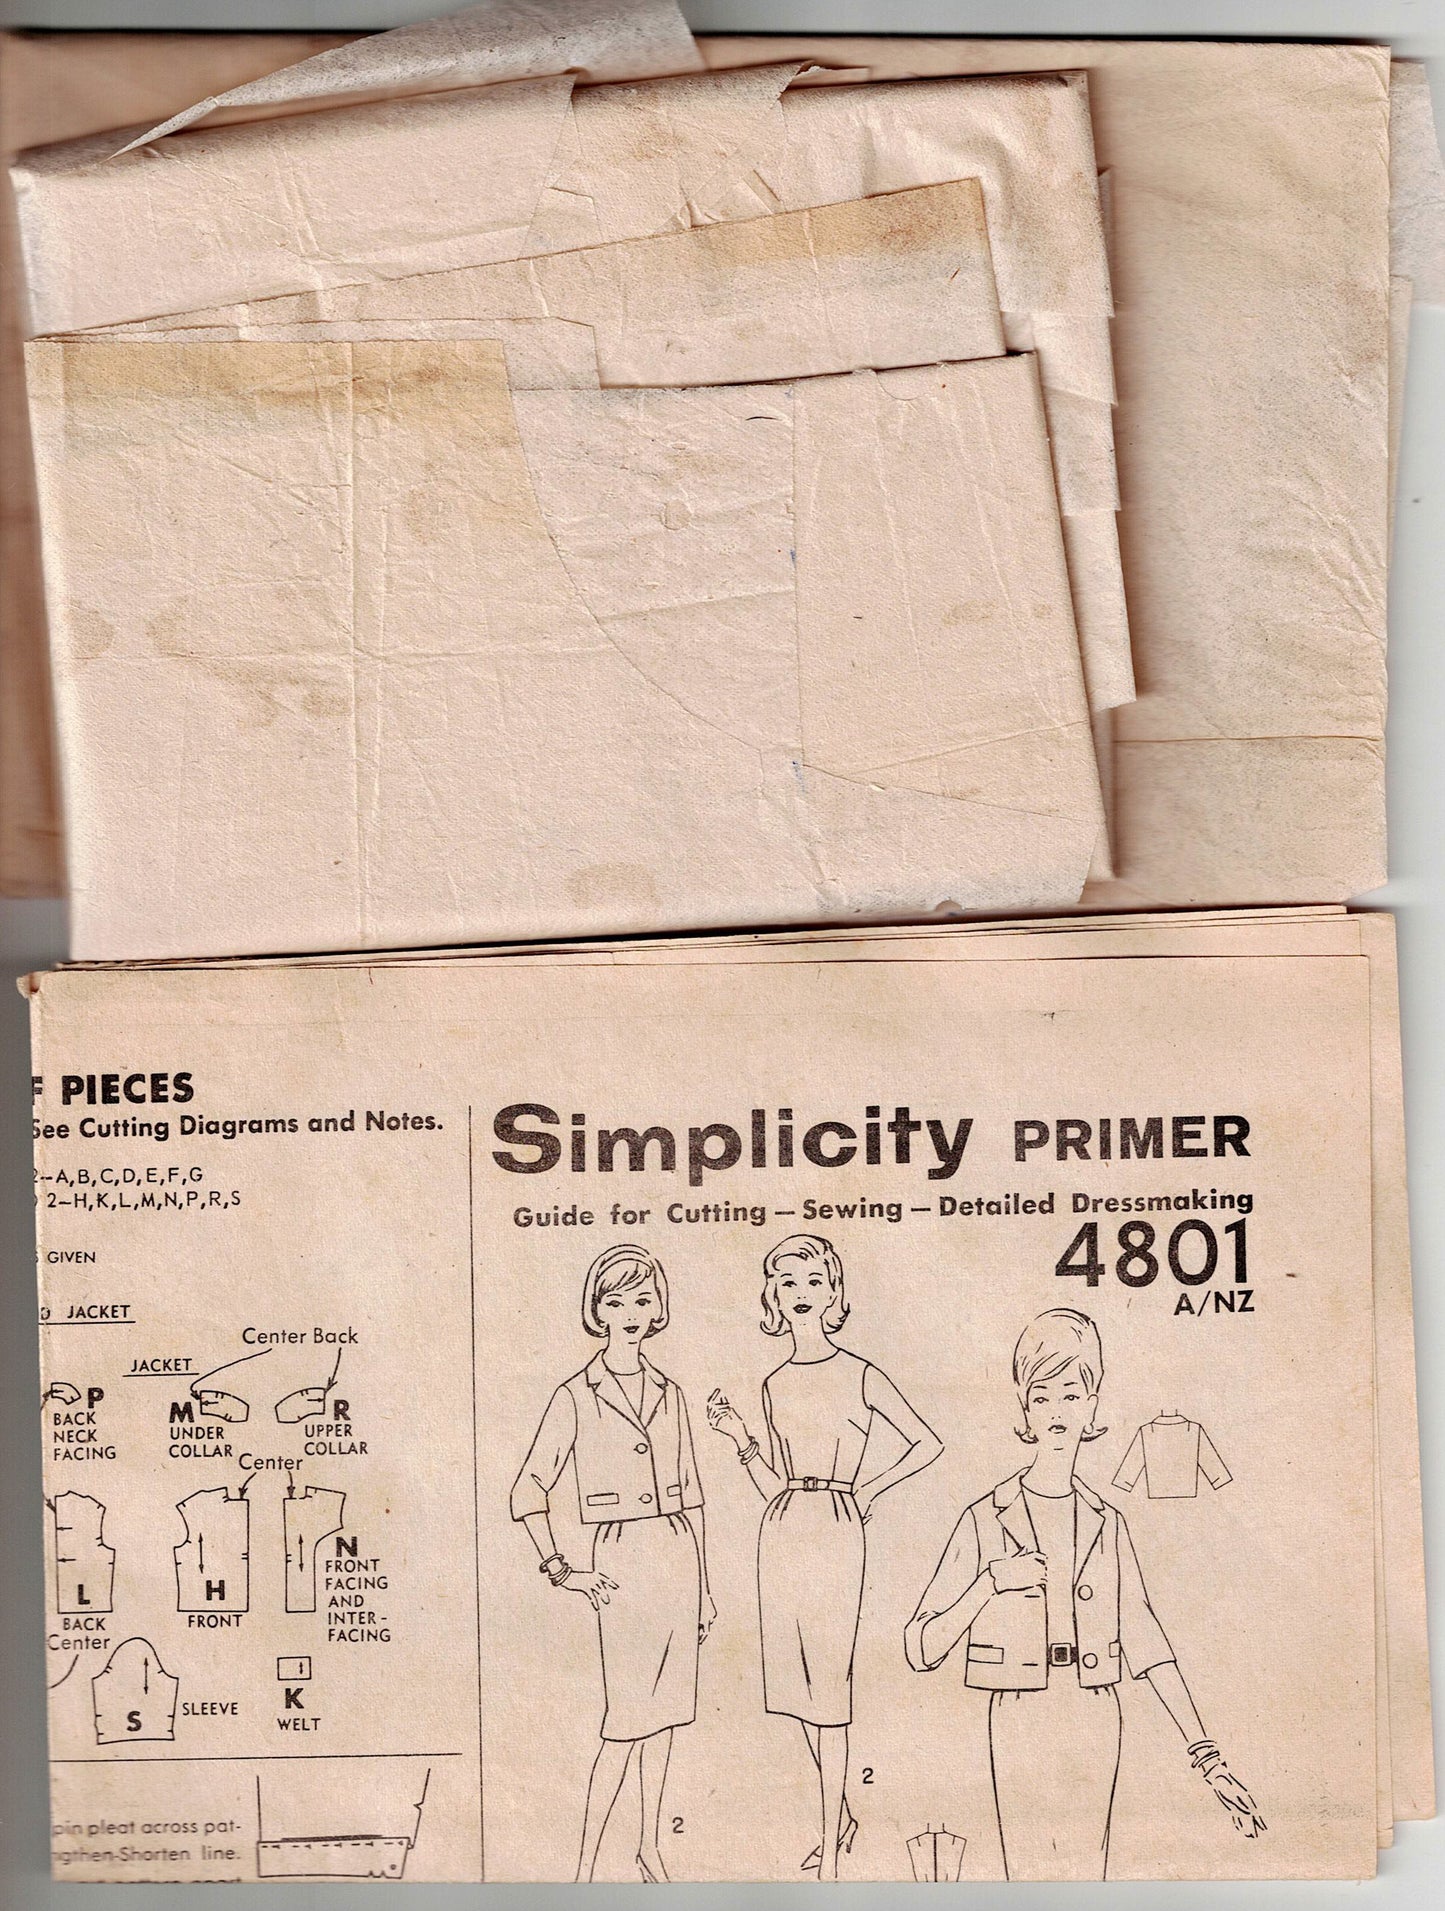 PIECES
See Cutting Diagrams and Notes.
2–A,B,C,D,E,F,G
2–H,K,L,M,N,P,R,S
GIVEN
JACKET
Center Back
JACKET
P
BACK
NECK
FACING
M
UNDER
COLLAR
R
UPPER
COLLAR
Center
L
BACK
H
FRONT
N
FRONT
FACING
AND
INTER-
FACING
Center
S
SLEEVE
K
WELT
pin pleat across pat-
Shorten line.
Simplicity PRIMER
Guide for Cutting — Sewing — Detailed Dressmaking
4801
A/NZ
2
2